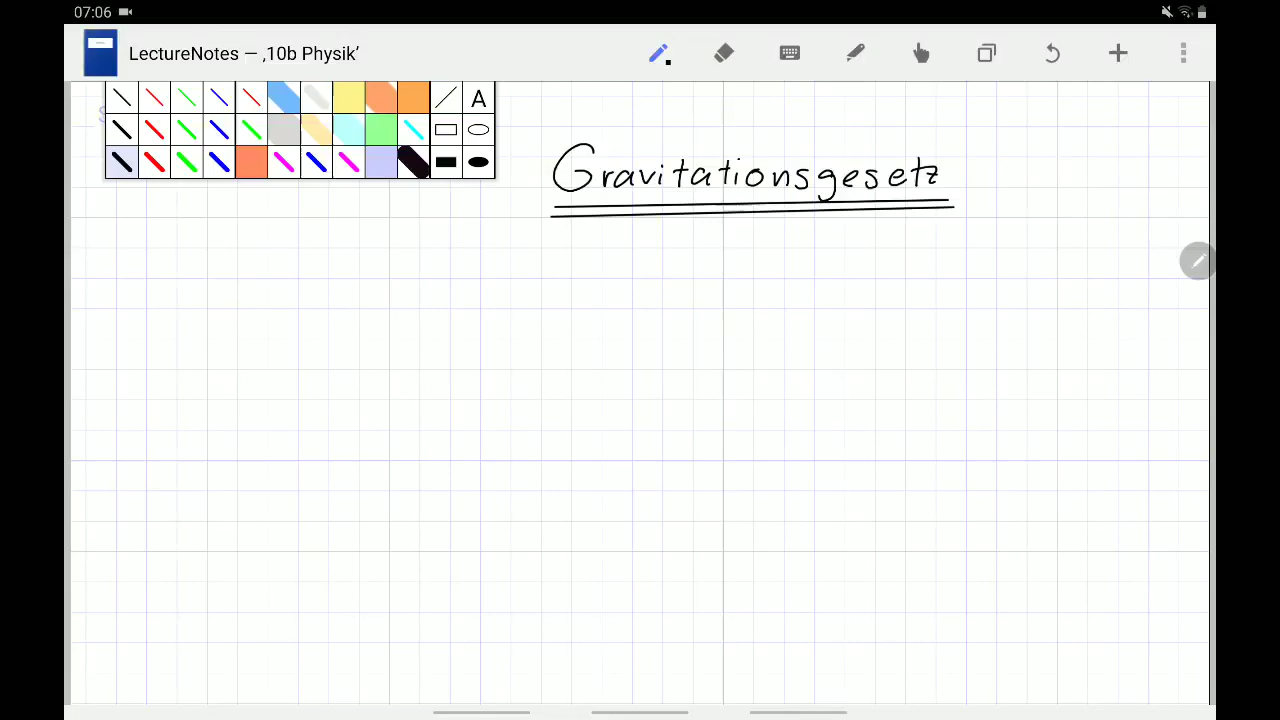 07:06
LectureNotes — ‚10b Physik‘
A
Gravitationsgesetz